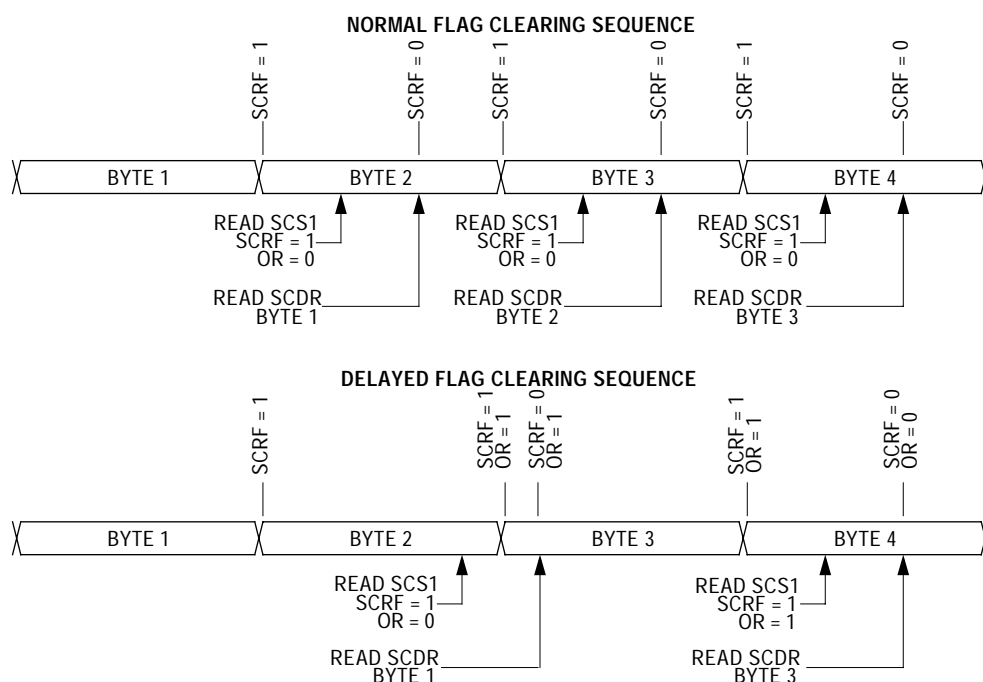 NORMAL FLAG CLEARING SEQUENCE
SCRF = 1
SCRF = 0
SCRF = 1
SCRF = 0
SCRF = 1
SCRF = 0
BYTE 1
BYTE 2
BYTE 3
BYTE 4
READ SCS1
SCRF = 1
OR = 0
READ SCS1
SCRF = 1
OR = 0
READ SCS1
SCRF = 1
OR = 0
READ SCDR
BYTE 1
READ SCDR
BYTE 2
READ SCDR
BYTE 3
DELAYED FLAG CLEARING SEQUENCE
SCRF = 1
SCRF = 1
OR = 1
SCRF = 0
OR = 1
SCRF = 1
OR = 1
SCRF = 0
OR = 0
BYTE 1
BYTE 2
BYTE 3
BYTE 4
READ SCS1
SCRF = 1
OR = 0
READ SCS1
SCRF = 1
OR = 1
READ SCDR
BYTE 1
READ SCDR
BYTE 3